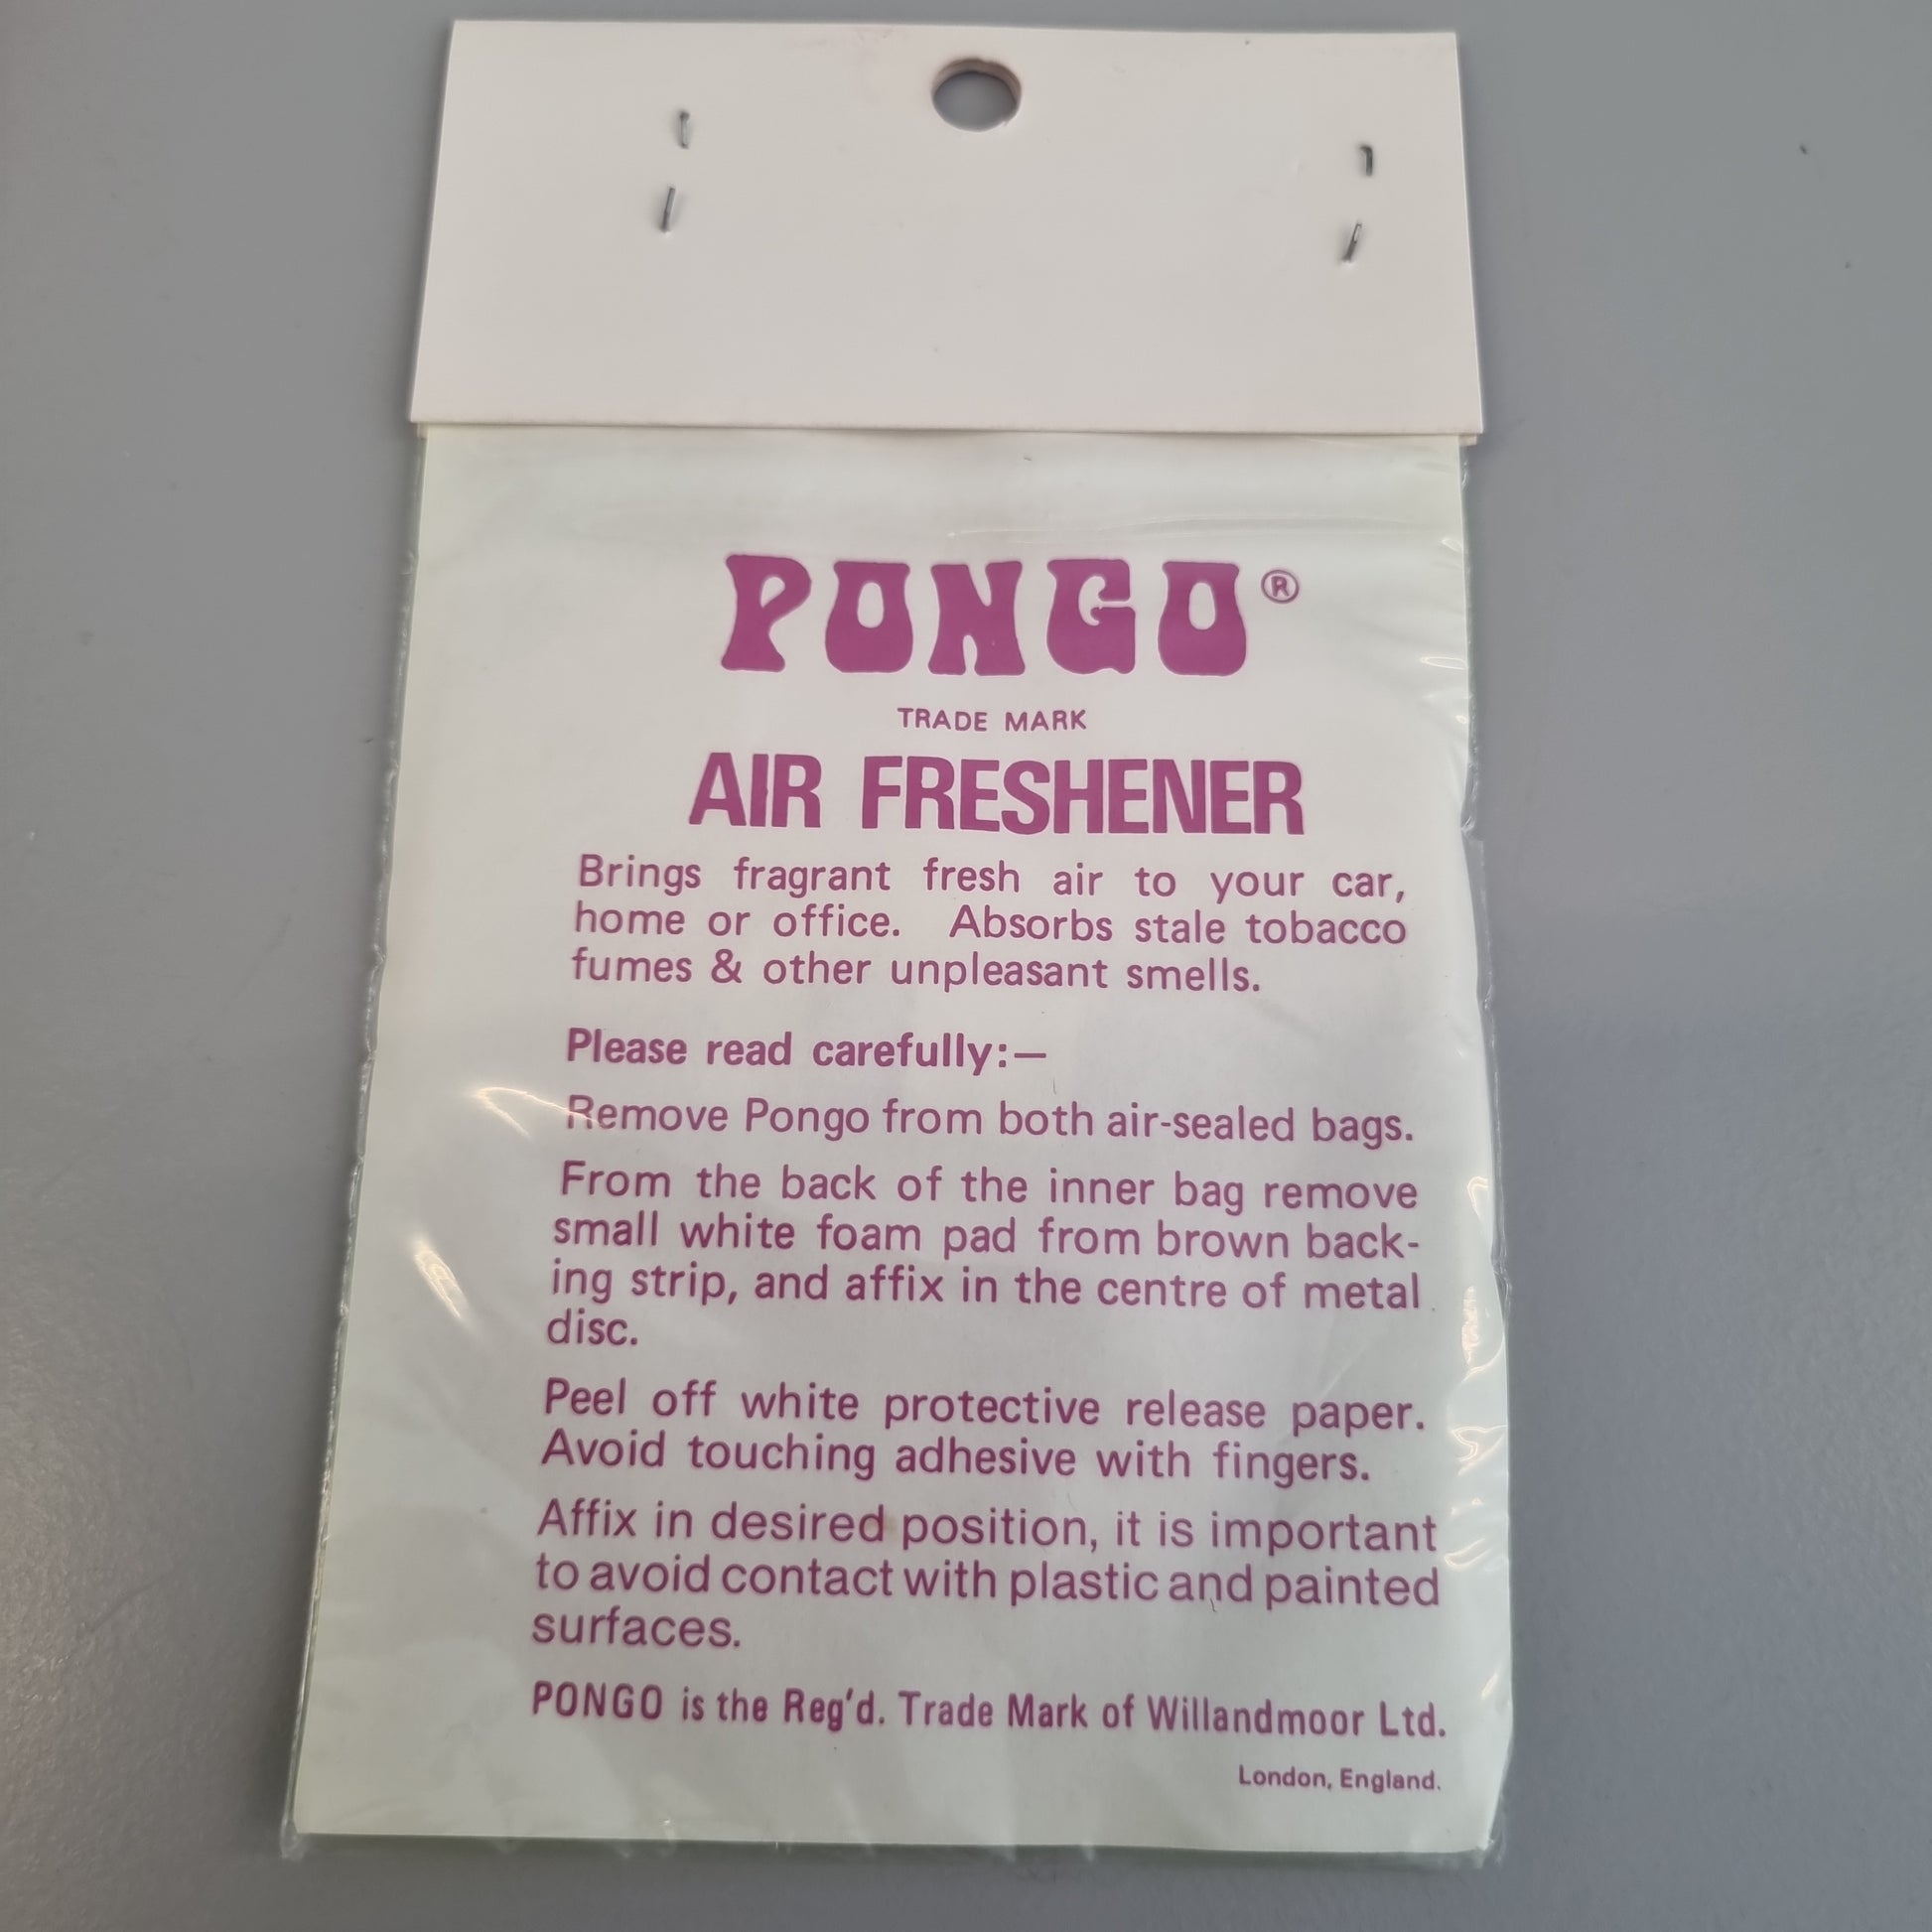 PONGO®
TRADE MARK
AIR FRESHENER
Brings fragrant fresh air to your car,
home or office. Absorbs stale tobacco
fumes & other unpleasant smells.
Please read carefully:—
Remove Pongo from both air-sealed bags.
From the back of the inner bag remove
small white foam pad from brown back-
ing strip, and affix in the centre of metal
disc.
Peel off white protective release paper.
Avoid touching adhesive with fingers.
Affix in desired position, it is important
to avoid contact with plastic and painted
surfaces.
PONGO is the Reg'd. Trade Mark of Willandmoor Ltd.
London, England.